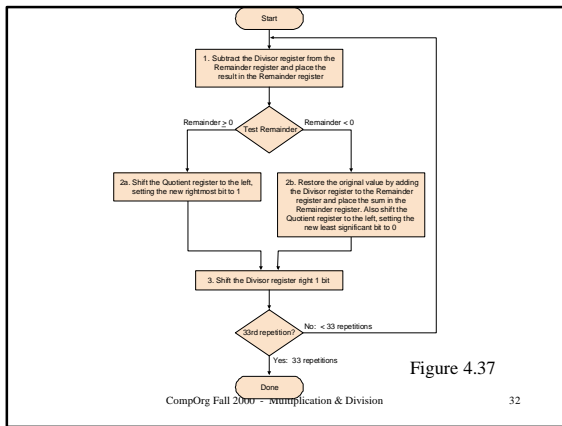 Start
1. Subtract the Divisor register from the
Remainder register and place the
result in the Remainder register
Remainder ≥ 0
Remainder < 0
Test Remainder
2a. Shift the Quotient register to the left,
setting the new rightmost bit to 1
2b. Restore the original value by adding
the Divisor register to the Remainder
register and place the sum in the
Remainder register. Also shift the
Quotient register to the left, setting the
new least significant bit to 0
3. Shift the Divisor register right 1 bit
33rd repetition?
No: < 33 repetitions
Yes: 33 repetitions
Figure 4.37
Done
CompOrg Fall 2000 - Multiplication & Division
32